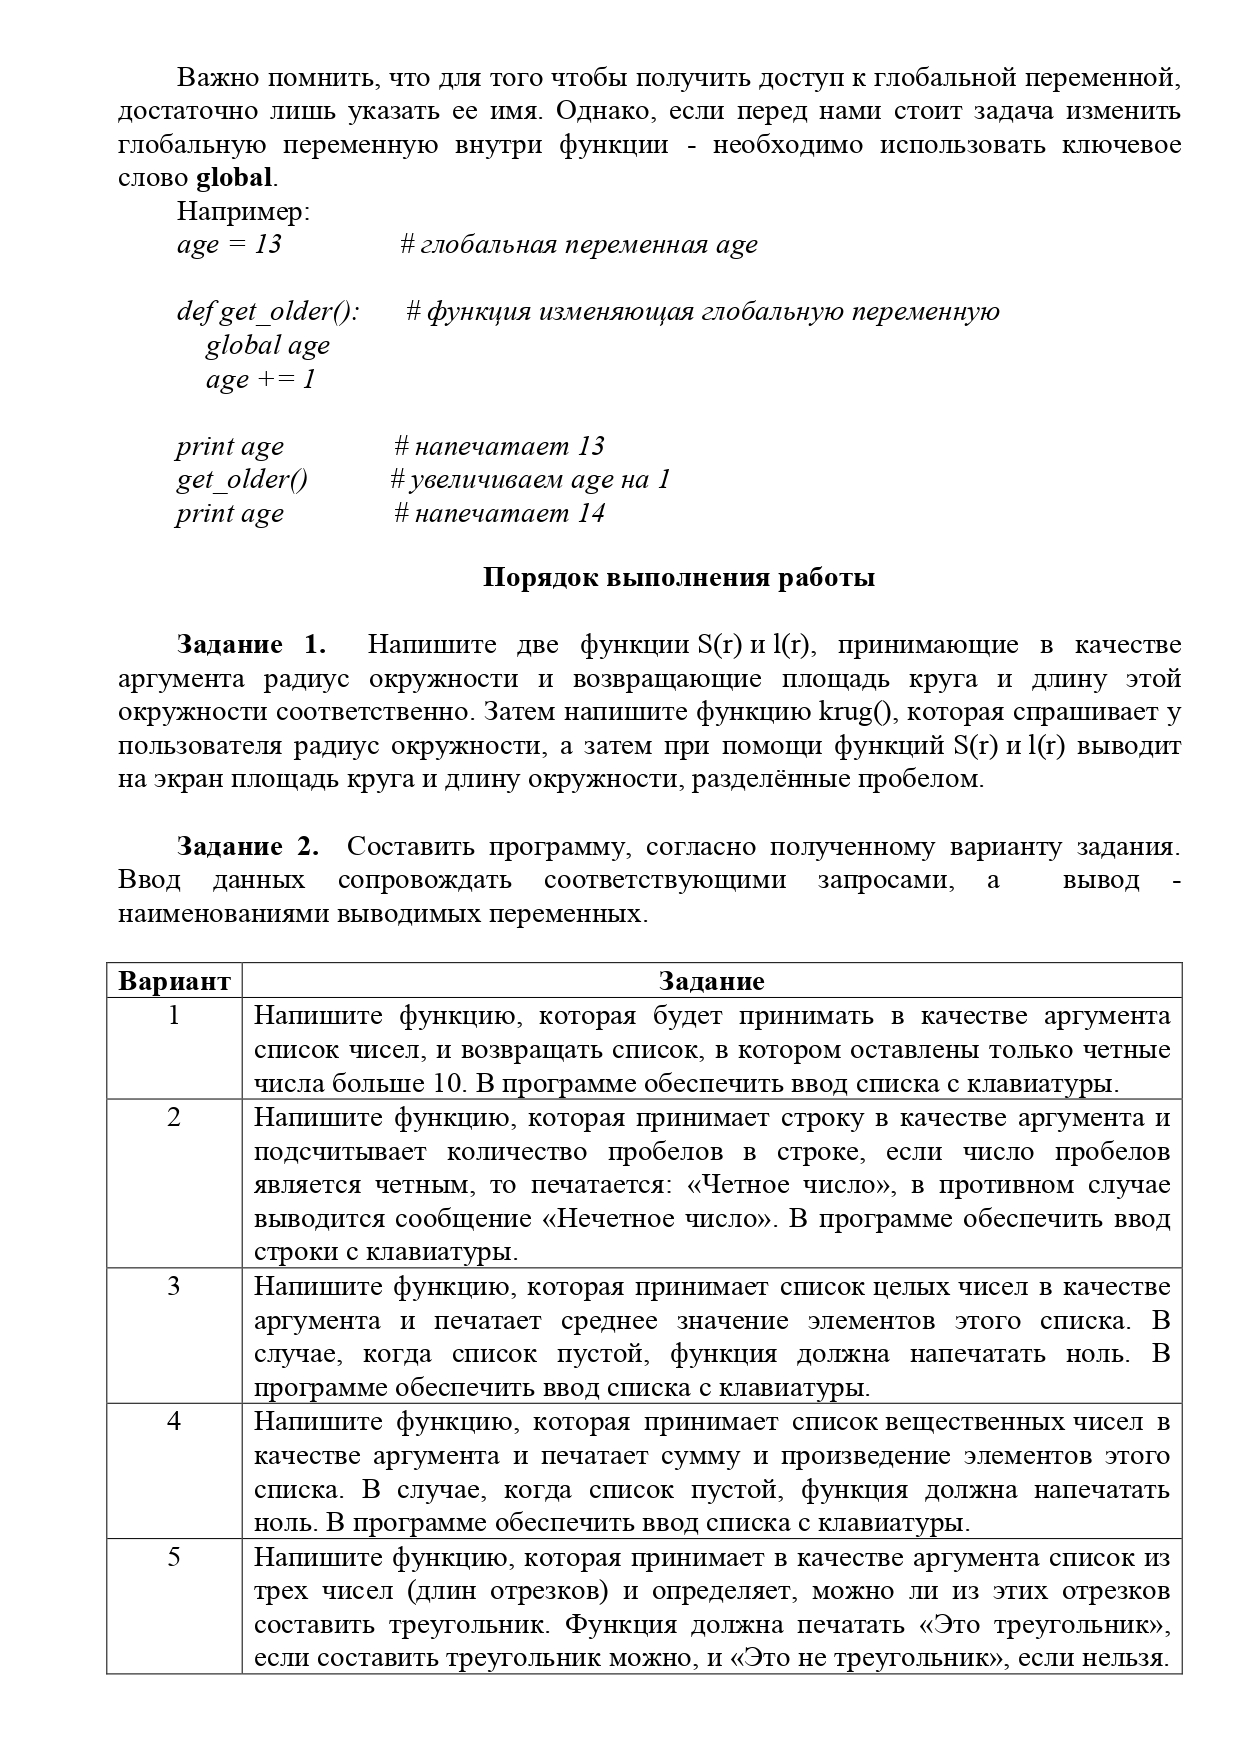 Важно помнить, что для того чтобы получить доступ к глобальной переменной,
достаточно лишь указать ее имя. Однако, если перед нами стоит задача изменить
глобальную переменную внутри функции - необходимо использовать ключевое
слово global.
Например:
age = 13 # глобальная переменная age
def get_older(): # функция изменяющая глобальную переменную
global age
age += 1
print age # напечатает 13
get_older() # увеличиваем age на 1
print age # напечатает 14
Порядок выполнения работы
Задание 1. Напишите две функции S(r) и l(r), принимающие в качестве
аргумента радиус окружности и возвращающие площадь круга и длину этой
окружности соответственно. Затем напишите функцию krug(), которая спрашивает у
пользователя радиус окружности, а затем при помощи функций S(r) и l(r) выводит
на экран площадь круга и длину окружности, разделённые пробелом.
Задание 2. Составить программу, согласно полученному варианту задания.
Ввод данных сопровождать соответствующими запросами, а вывод -
наименованиями выводимых переменных.
Вариант Задание
1 Напишите функцию, которая будет принимать в качестве аргумента
список чисел, и возвращать список, в котором оставлены только четные
числа больше 10. В программе обеспечить ввод списка с клавиатуры.
2 Напишите функцию, которая принимает строку в качестве аргумента и
подсчитывает количество пробелов в строке, если число пробелов
является четным, то печатается: «Четное число», в противном случае
выводится сообщение «Нечетное число». В программе обеспечить ввод
строки с клавиатуры.
3 Напишите функцию, которая принимает список целых чисел в качестве
аргумента и печатает среднее значение элементов этого списка. В
случае, когда список пустой, функция должна напечатать ноль. В
программе обеспечить ввод списка с клавиатуры.
4 Напишите функцию, которая принимает список вещественных чисел в
качестве аргумента и печатает сумму и произведение элементов этого
списка. В случае, когда список пустой, функция должна напечатать
ноль. В программе обеспечить ввод списка с клавиатуры.
5 Напишите функцию, которая принимает в качестве аргумента список из
трех чисел (длин отрезков) и определяет, можно ли из этих отрезков
составить треугольник. Функция должна печатать «Это треугольник»,
если составить треугольник можно, и «Это не треугольник», если нельзя.